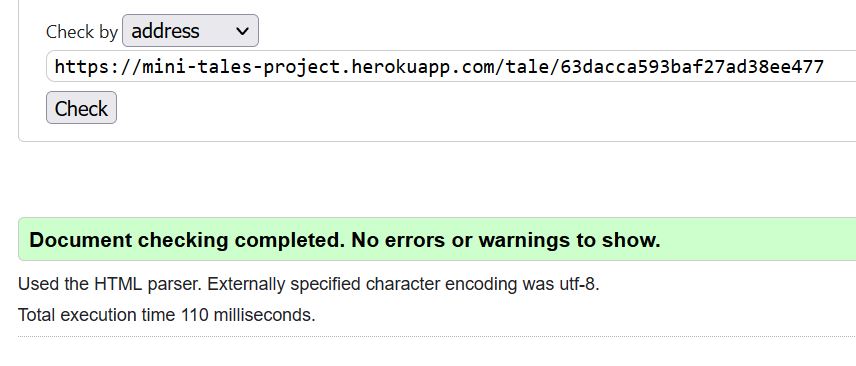 Check by address
https://mini-tales-project.herokuapp.com/tale/63dacca593baf27ad38ee477
Check
Document checking completed. No errors or warnings to show.
Used the HTML parser. Externally specified character encoding was utf-8.
Total execution time 110 milliseconds.